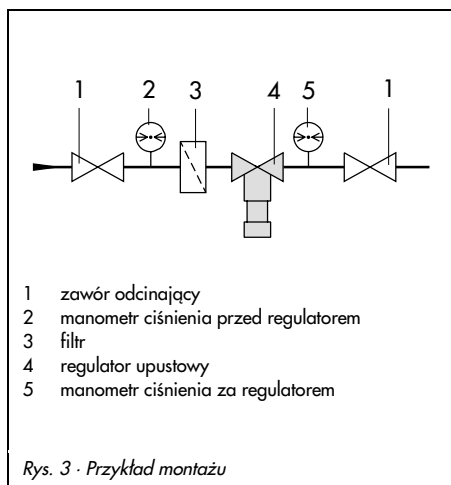 1 2 3 4 5 1
1 zawór odcinający
2 manometr ciśnienia przed regulatorem
3 filtr
4 regulator upustowy
5 manometr ciśnienia za regulatorem
Rys. 3 · Przykład montażu